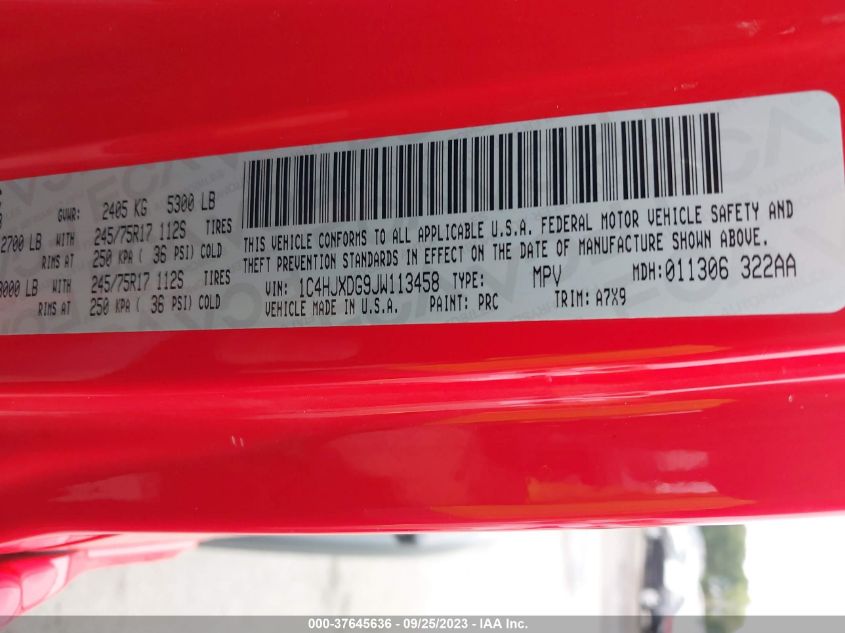 GVWR: 2405 KG 5300 LB
2700 LB WITH 245/75R17 112S TIRES
RIMS AT 250 KPA ( 36 PSI) COLD
000 LB WITH 245/75R17 112S TIRES
RIMS AT 250 KPA ( 36 PSI) COLD
THIS VEHICLE CONFORMS TO ALL APPLICABLE U.S.A. FEDERAL MOTOR VEHICLE SAFETY AND
THEFT PREVENTION STANDARDS IN EFFECT ON THE DATE OF MANUFACTURE SHOWN ABOVE.
VIN: 1C4HJXDG9JW113458 TYPE: MPV MDH: 011306 322AA
VEHICLE MADE IN U.S.A. PAINT: PRC TRIM: A7X9
000-37645636 - 09/25/2023 - IAA Inc.